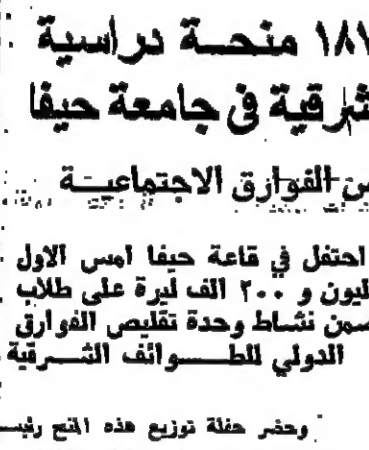 ١٨٧ منحة دراسية
شرقية في جامعة حيفا
من الفوارق الاجتماعية
احتفل في قاعة حيفا امس الاول
ليون و ٢٠٠ الف ليرة على طلاب
سمن نشاط وحدة تقليص الفوارق
الدولي للطوائف الشرقية
وحضر حفلة توزيع هذه المنح رئيس